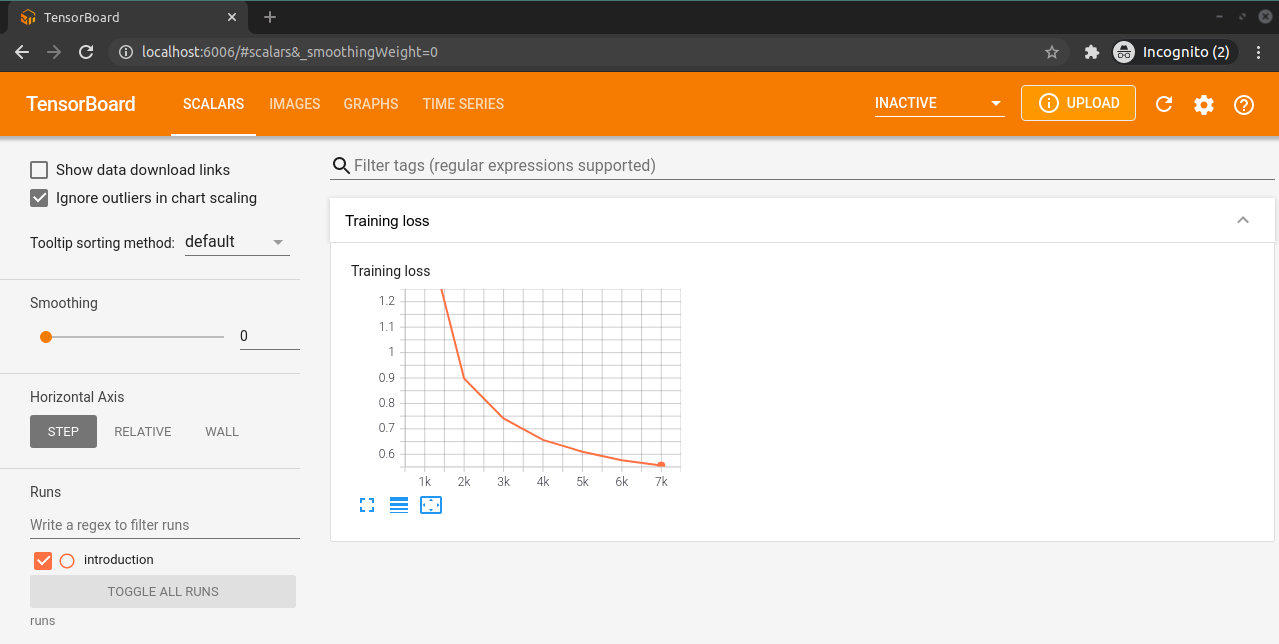 TensorBoard
localhost:6006/#scalars&_smoothingWeight=0
Incognito (2)
TensorBoard SCALARS IMAGES GRAPHS TIME SERIES INACTIVE UPLOAD
Show data download links
Ignore outliers in chart scaling
Tooltip sorting method: default
Smoothing
0
Horizontal Axis
STEP RELATIVE WALL
Runs
Write a regex to filter runs
introduction
TOGGLE ALL RUNS
runs
Filter tags (regular expressions supported)
Training loss
Training loss
1.2
1.1
1
0.9
0.8
0.7
0.6
1k 2k 3k 4k 5k 6k 7k